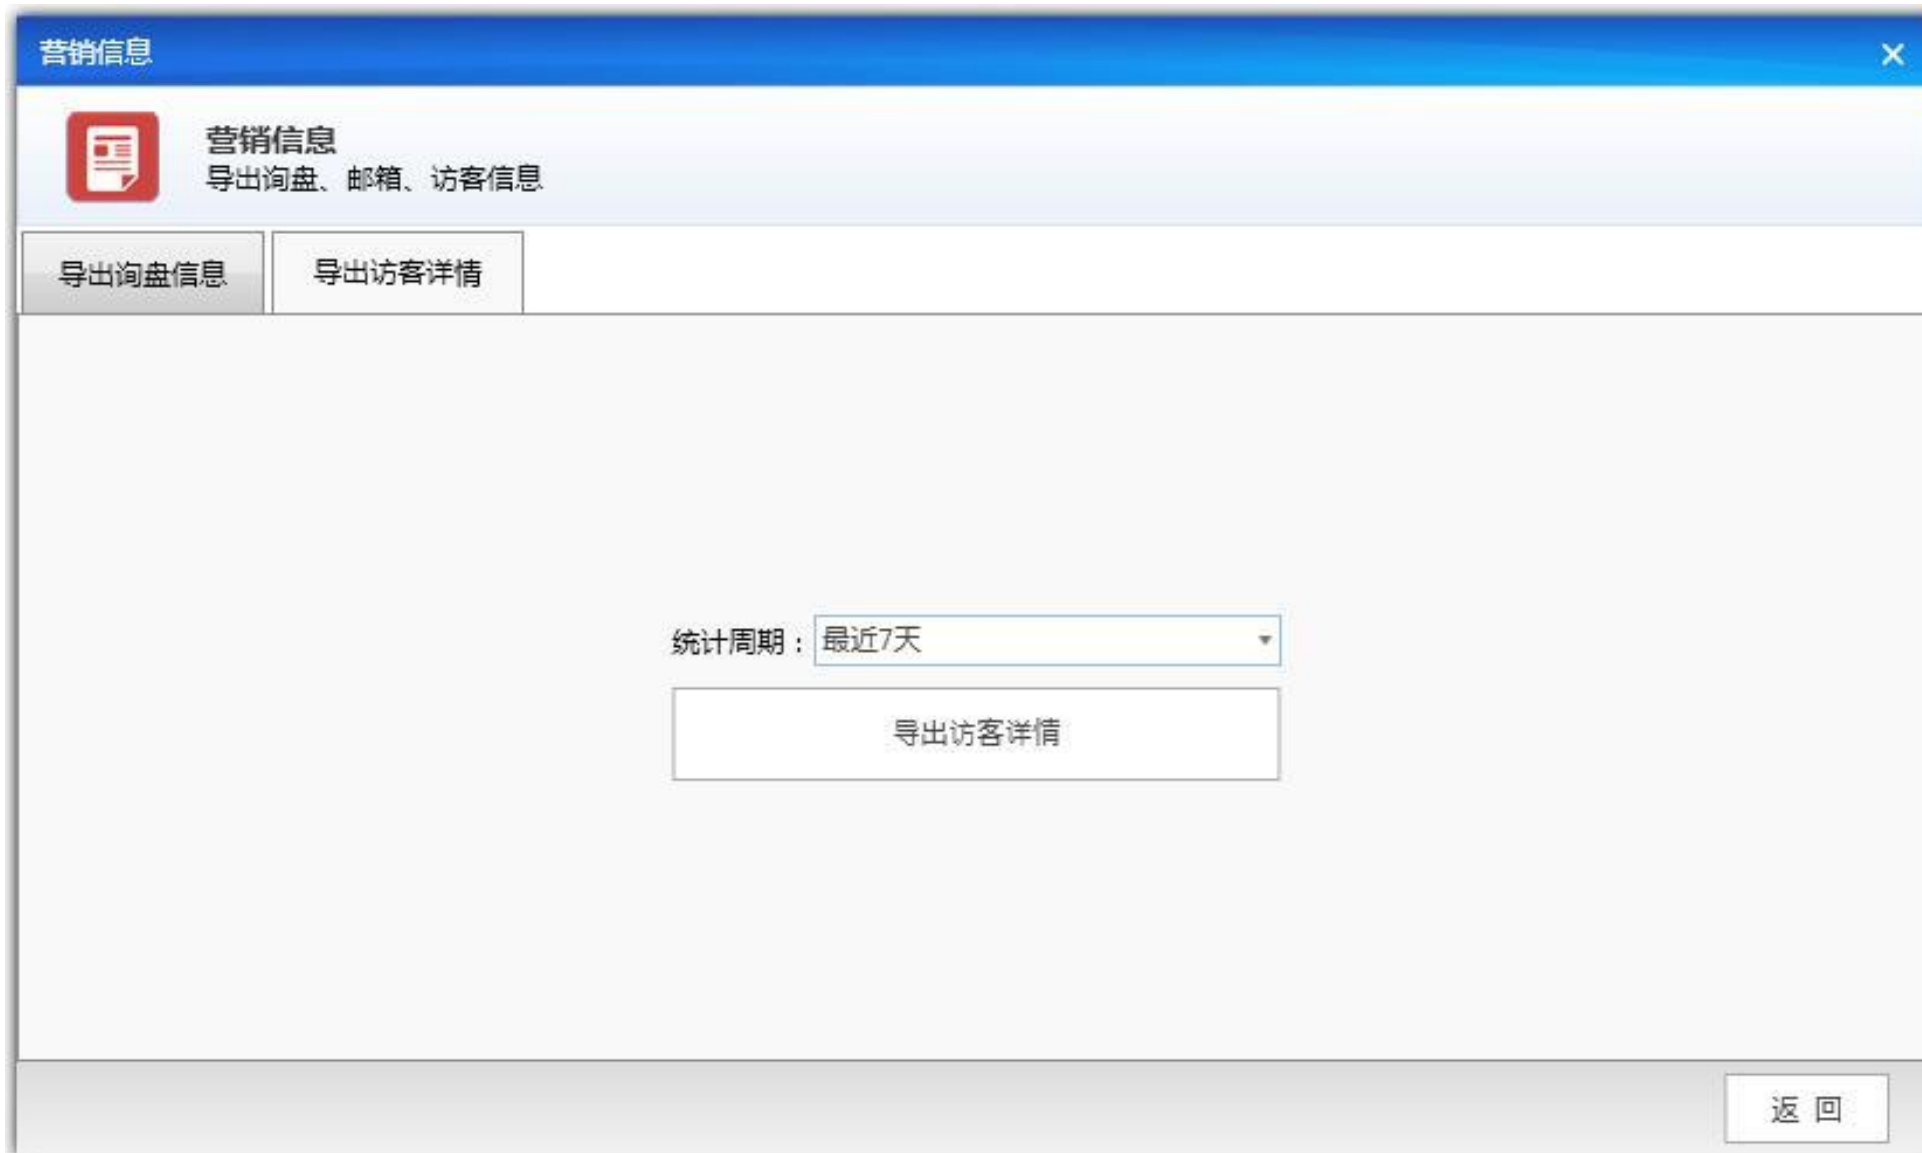 营销信息
营销信息
导出询盘、邮箱、访客信息
导出询盘信息 导出访客详情
统计周期：最近7天
导出访客详情
返 回